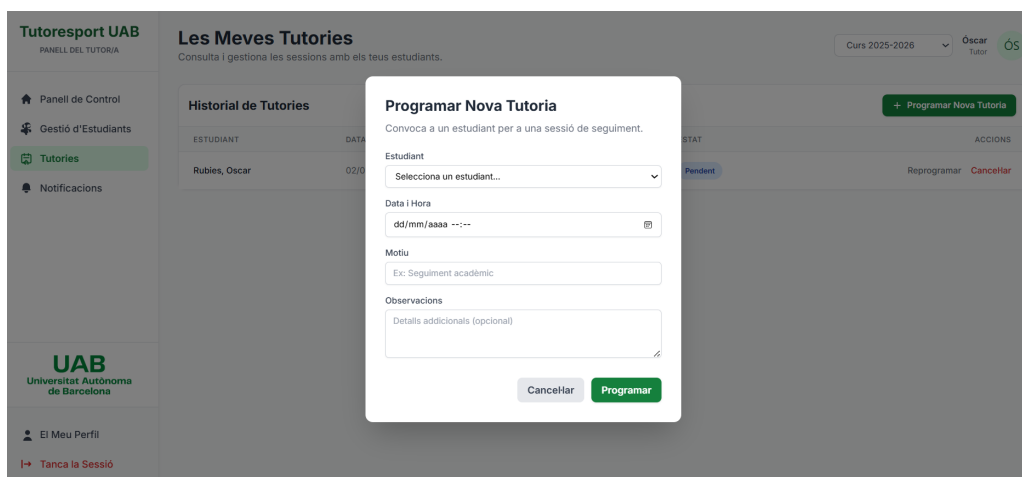 Tutoresport UAB
PANELL DEL TUTOR/A
Panell de Control
Gestió d'Estudiants
Tutories
Notificacions
UAB
Universitat Autònoma
de Barcelona
El Meu Perfil
Tanca la Sessió
Les Meves Tutories
Consulta i gestiona les sessions amb els teus estudiants.
Curs 2025-2026
Óscar
Tutor
ÓS
Historial de Tutories
+ Programar Nova Tutoria
ESTUDIANT
ACCIONS
Rubies, Oscar
02/0
Pendent
Reprogramar Cancel·lar
Programar Nova Tutoria
Convoca a un estudiant per a una sessió de seguiment.
Estudiant
Selecciona un estudiant...
Data i Hora
dd/mm/aaaa --:--
Motiu
Ex: Seguiment acadèmic
Observacions
Detalls addicionals (opcional)
Cancel·lar
Programar